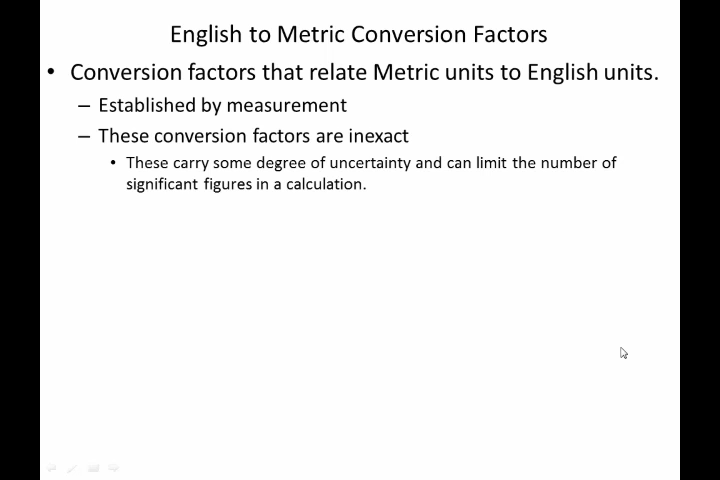 English to Metric Conversion Factors
• Conversion factors that relate Metric units to English units.
– Established by measurement
– These conversion factors are inexact
• These carry some degree of uncertainty and can limit the number of
significant figures in a calculation.